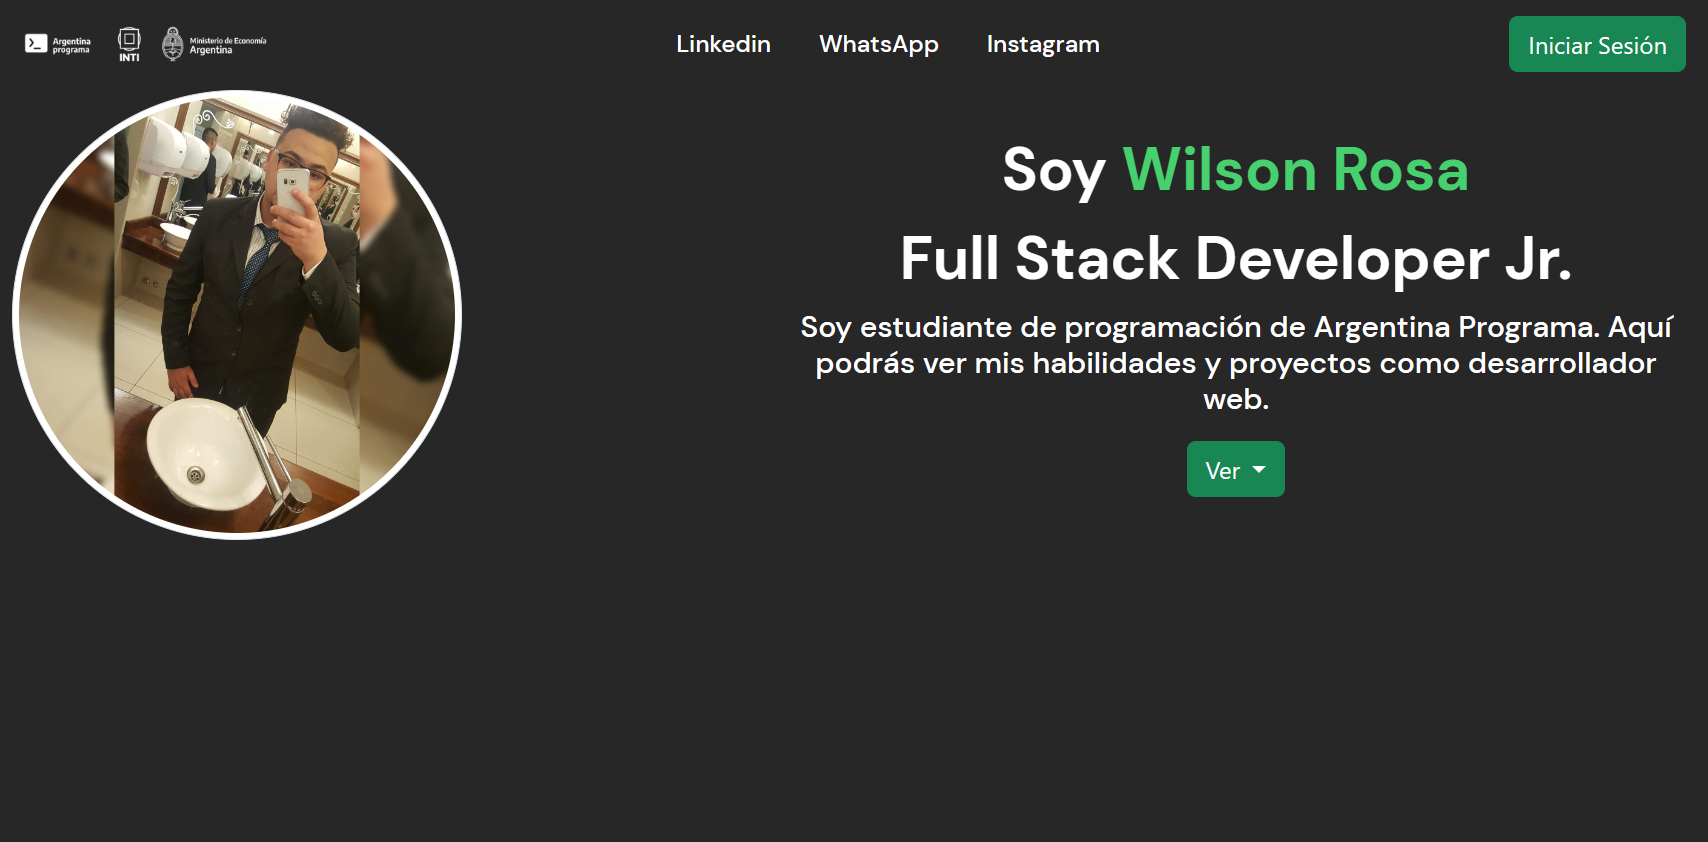 Argentina
programa
INTI
Ministerio de Economía
Argentina
Linkedin
WhatsApp
Instagram
Iniciar Sesión
Soy Wilson Rosa
Full Stack Developer Jr.
Soy estudiante de programación de Argentina Programa. Aquí
podrás ver mis habilidades y proyectos como desarrollador
web.
Ver